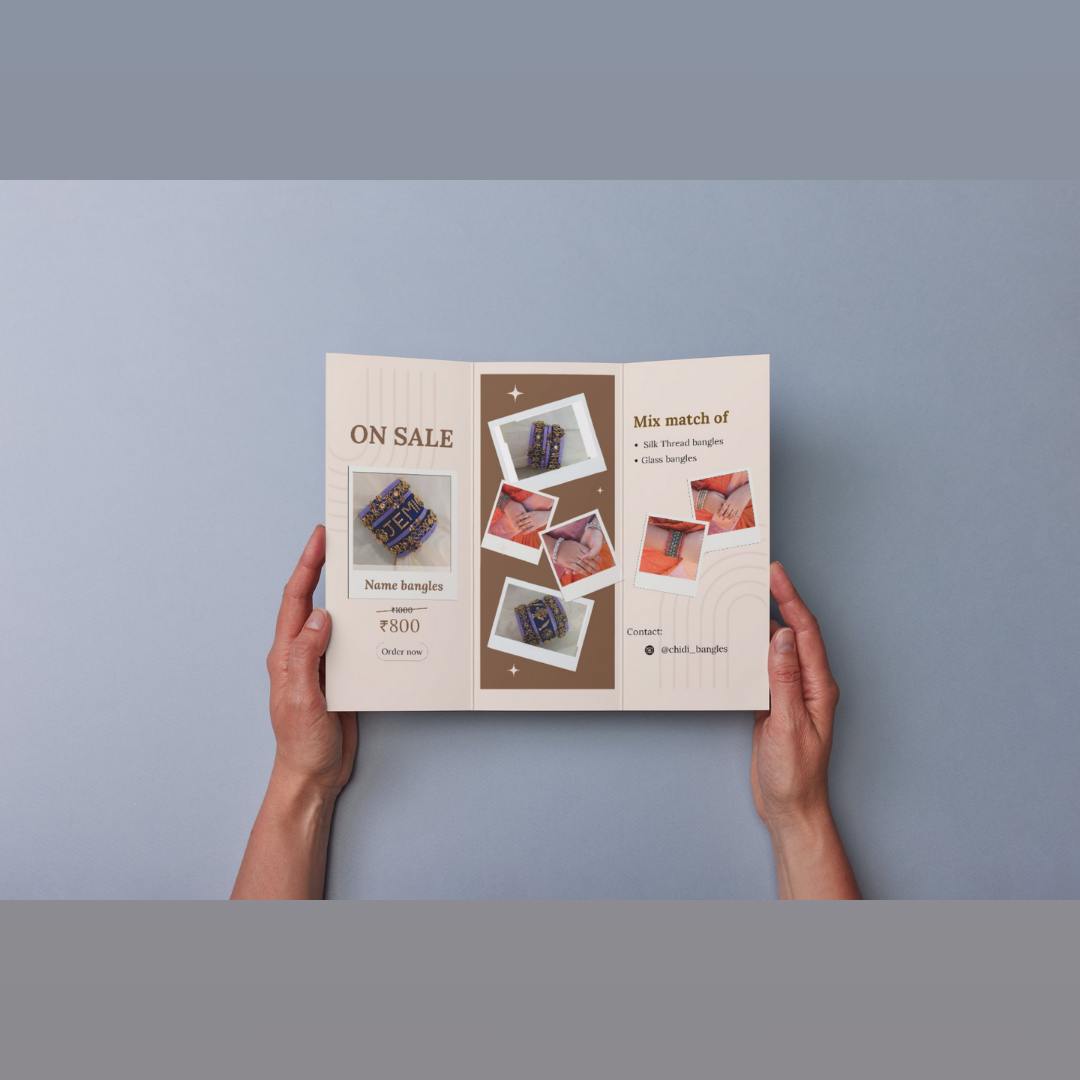 ON SALE
JEMI
Name bangles
₹1000
₹800
Order now
Mix match of
• Silk Thread bangles
• Glass bangles
Contact:
@chidi_bangles